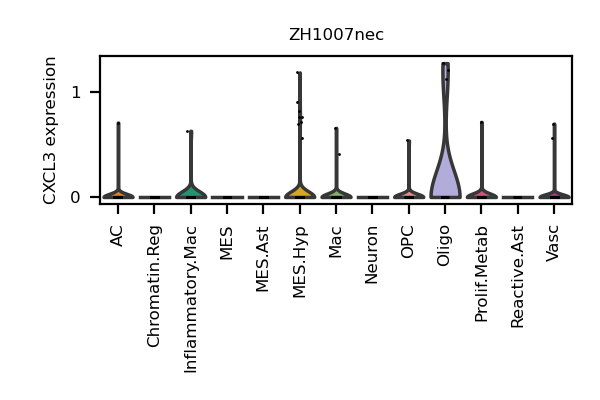 ZH1007nec
CXCL3 expression
1
0
AC
Chromatin.Reg
Inflammatory.Mac
MES
MES.Ast
MES.Hyp
Mac
Neuron
OPC
Oligo
Prolif.Metab
Reactive.Ast
Vasc